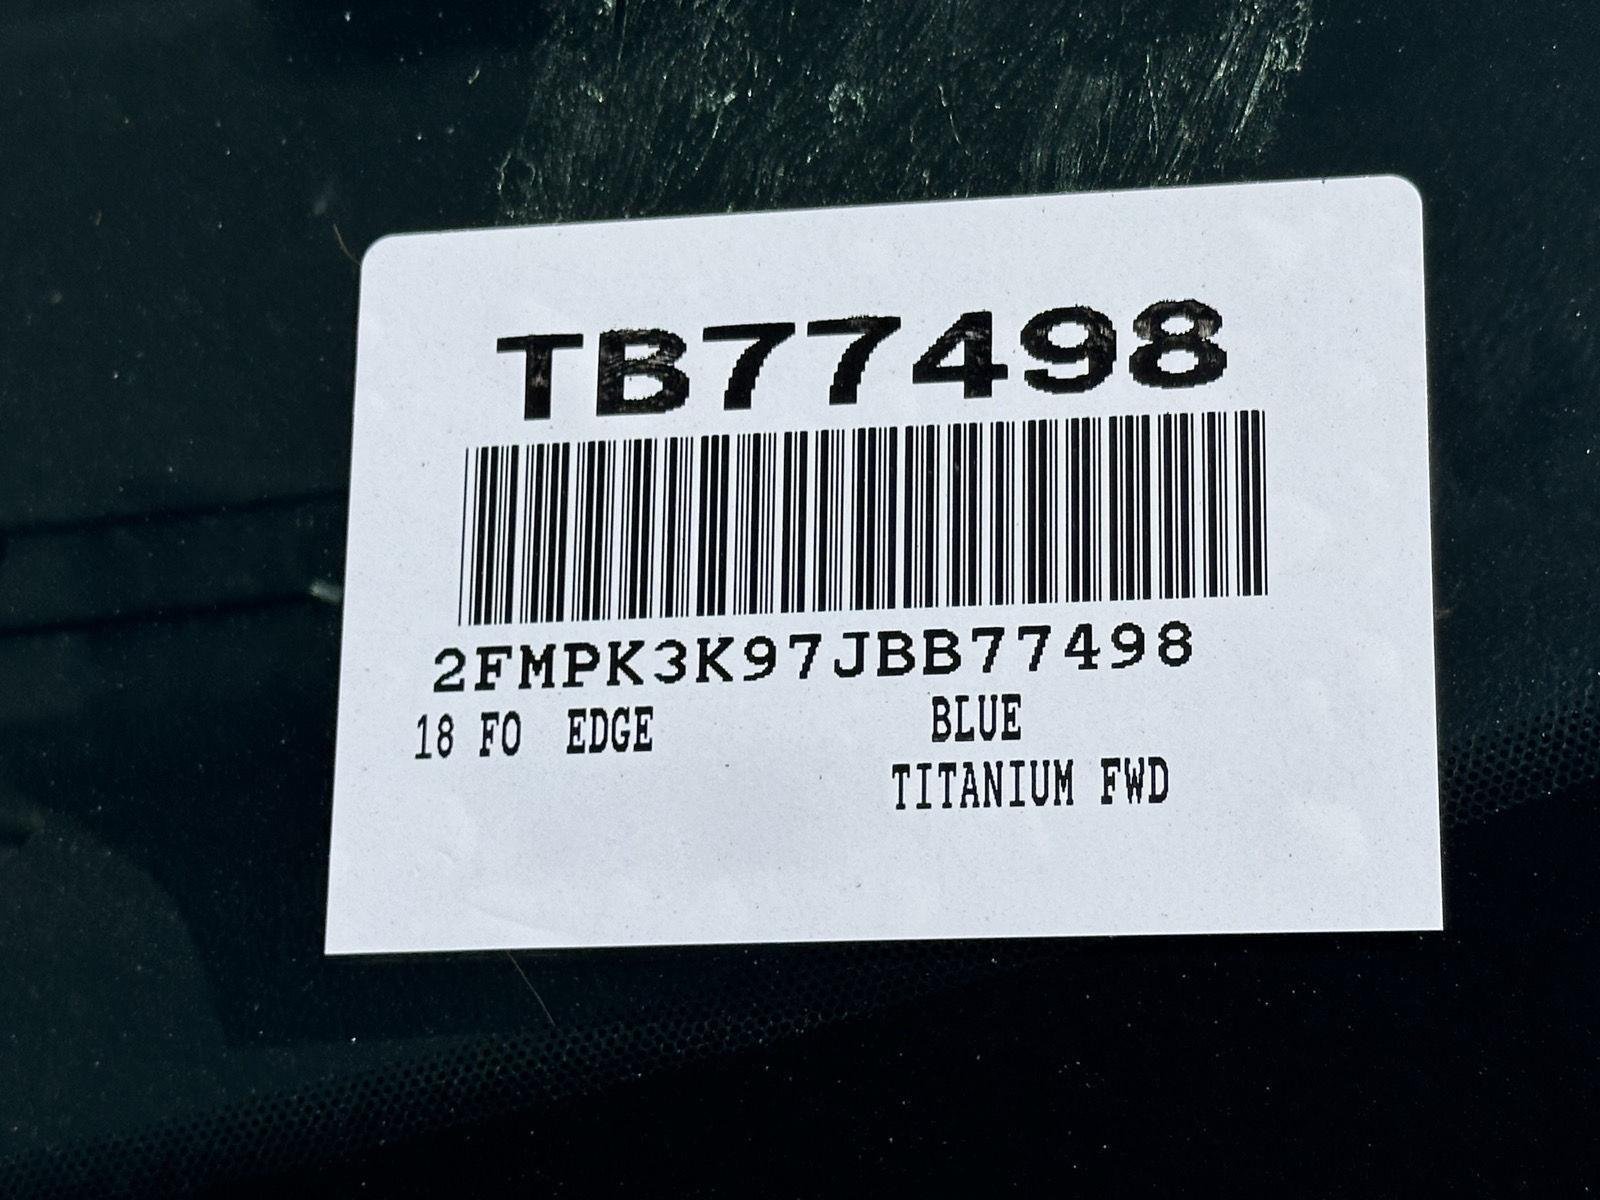 TB77498
2FMPK3K97JBB77498
18 FO EDGE BLUE
TITANIUM FWD